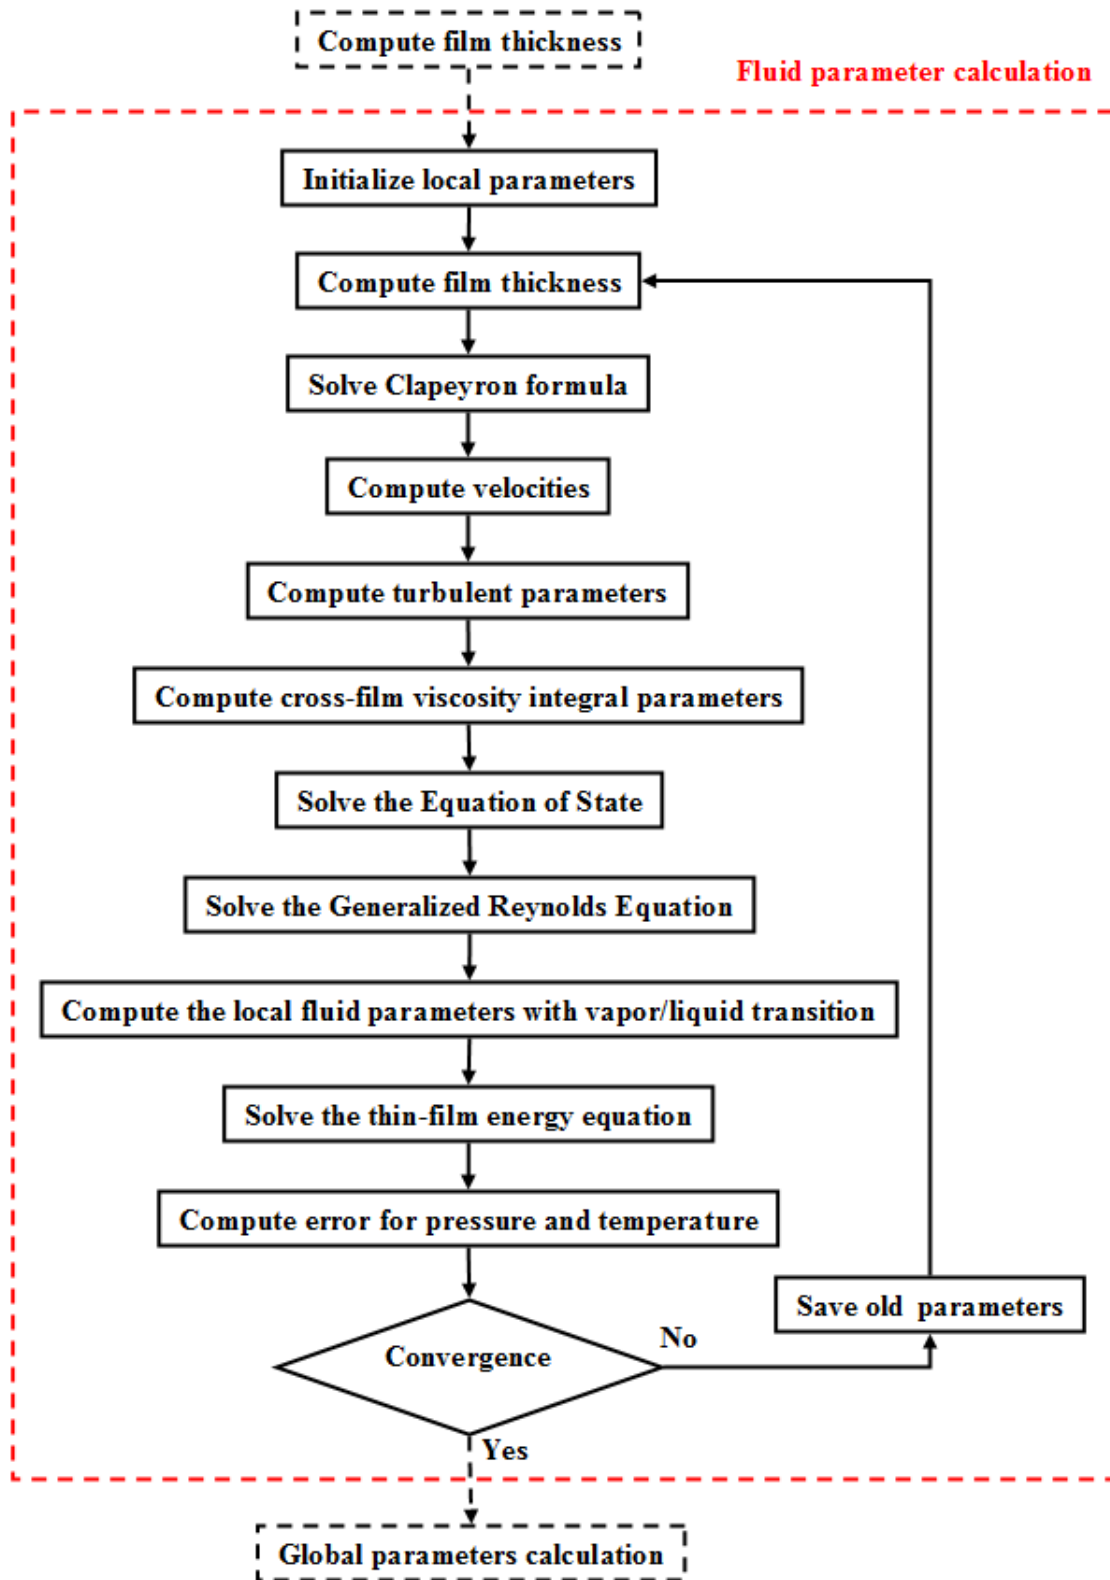 Compute film thickness
Fluid parameter calculation
Initialize local parameters
Compute film thickness
Solve Clapeyron formula
Compute velocities
Compute turbulent parameters
Compute cross-film viscosity integral parameters
Solve the Equation of State
Solve the Generalized Reynolds Equation
Compute the local fluid parameters with vapor/liquid transition
Solve the thin-film energy equation
Compute error for pressure and temperature
Save old parameters
No
Convergence
Yes
Global parameters calculation